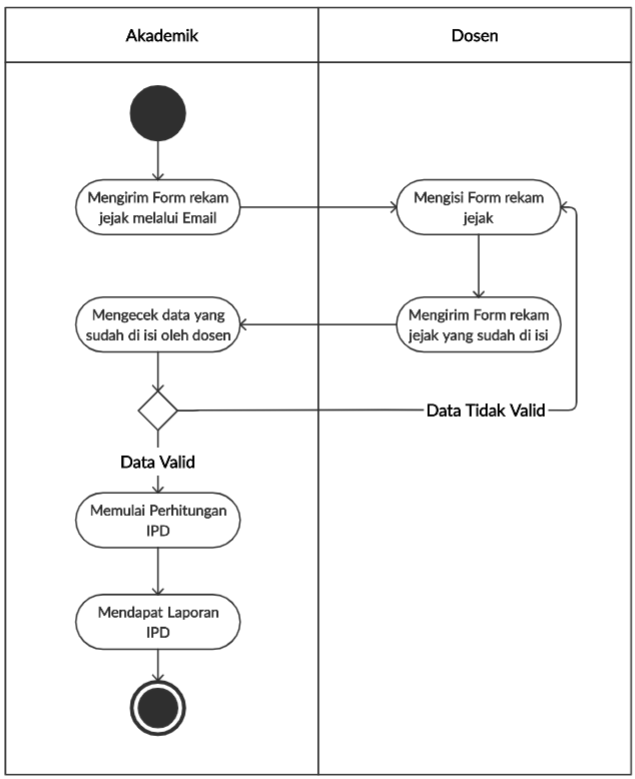 Akademik
Dosen
Mengirim Form rekam
jejak melalui Email
Mengisi Form rekam
jejak
Mengecek data yang
sudah di isi oleh dosen
Mengirim Form rekam
jejak yang sudah di isi
Data Tidak Valid
Data Valid
Memulai Perhitungan
IPD
Mendapat Laporan
IPD